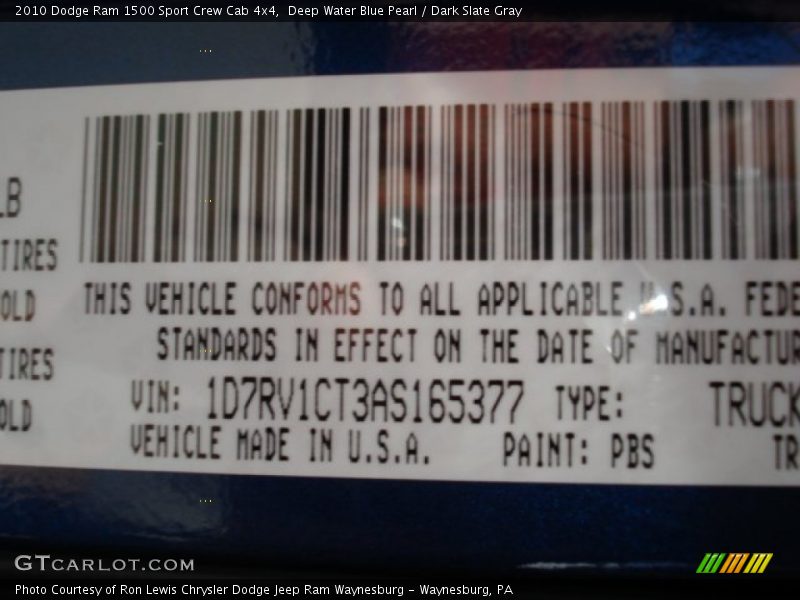 2010 Dodge Ram 1500 Sport Crew Cab 4x4, Deep Water Blue Pearl / Dark Slate Gray
LB
TIRES
OLD
TIRES
OLD
THIS VEHICLE CONFORMS TO ALL APPLICABLE U.S.A. FEDE
STANDARDS IN EFFECT ON THE DATE OF MANUFACTUR
VIN: 1D7RV1CT3AS165377 TYPE: TRUCK
VEHICLE MADE IN U.S.A. PAINT: PBS TR
GTCARLOT.COM
Photo Courtesy of Ron Lewis Chrysler Dodge Jeep Ram Waynesburg - Waynesburg, PA